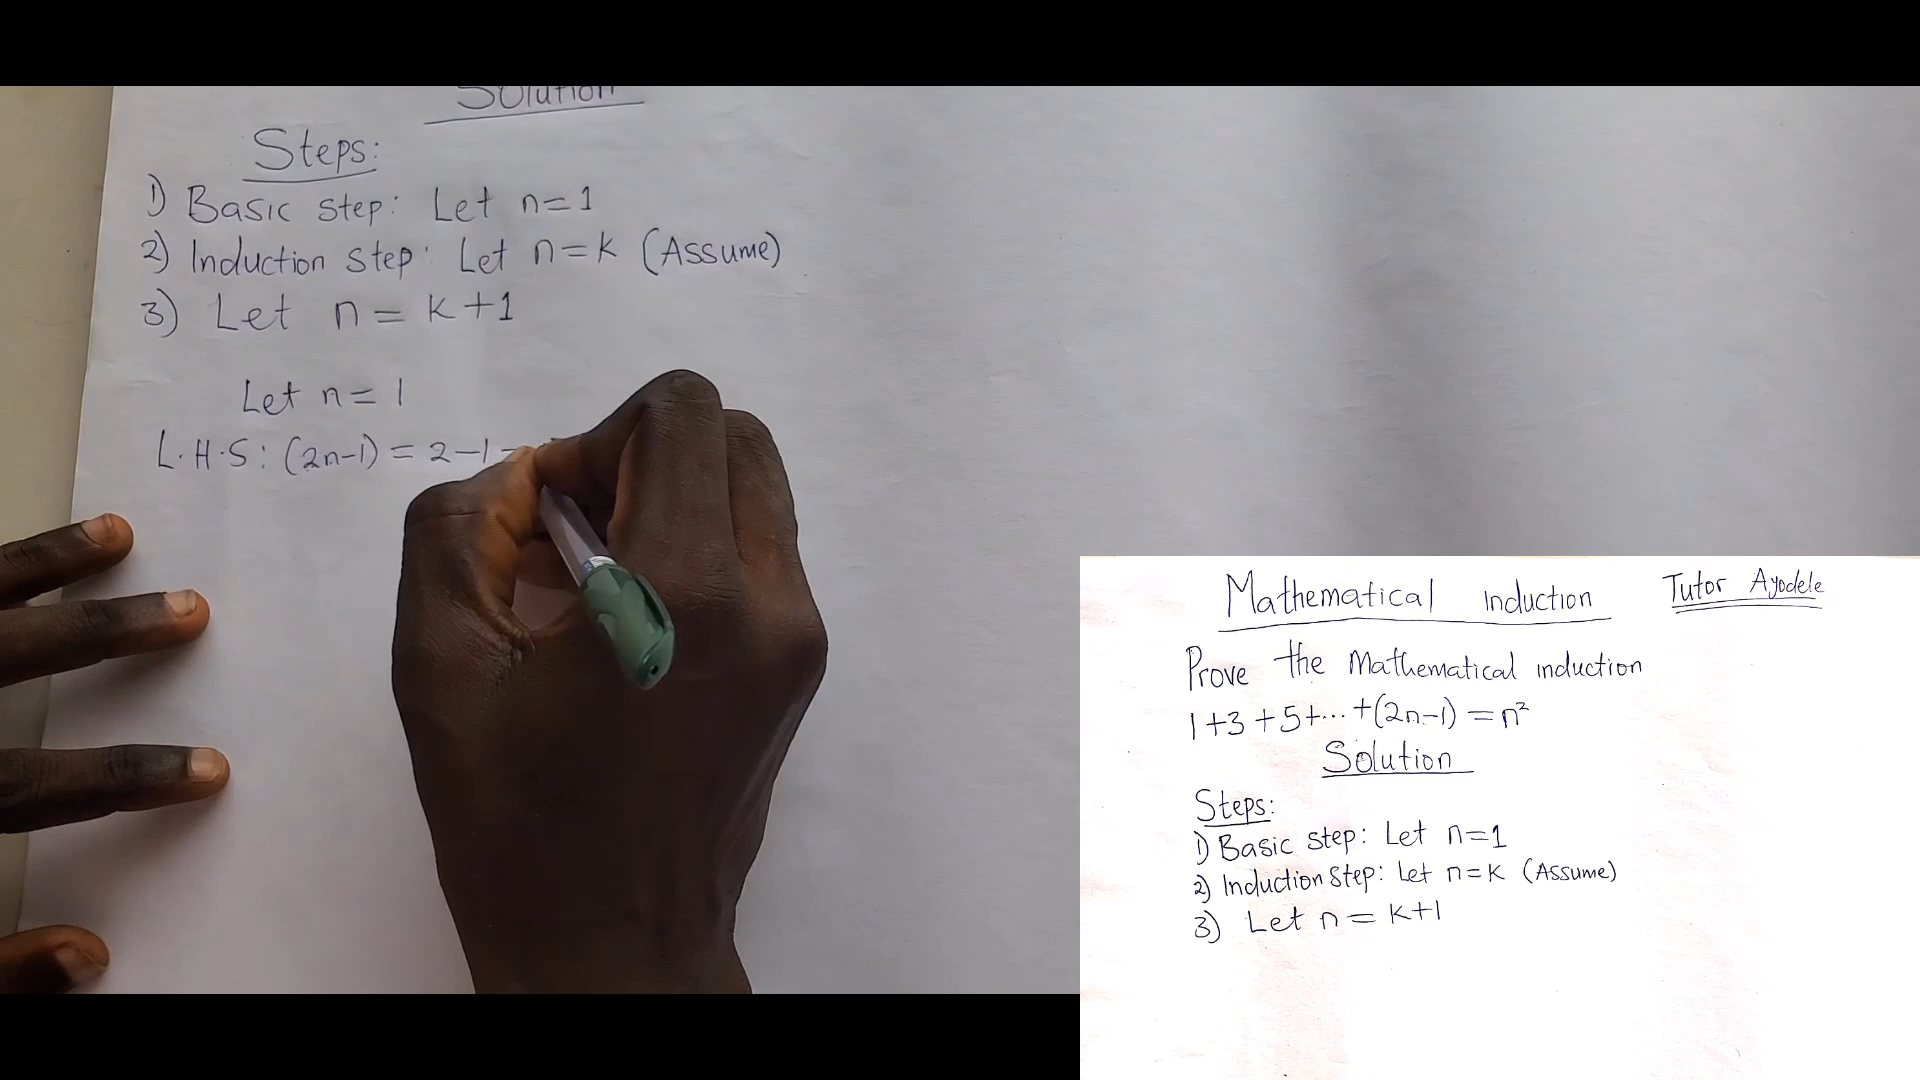 Solution
Steps:
1) Basic step: Let n=1
2) Induction step: Let n=k (Assume)
3) Let n = k+1
Let n = 1
L.H.S: (2n-1) = 2-1
Mathematical induction
Tutor Ayodele
Prove the Mathematical induction
1+3+5+...+(2n-1) = n²
Solution
Steps:
1) Basic step: Let n=1
2) Induction Step: Let n=k (Assume)
3) Let n = k+1